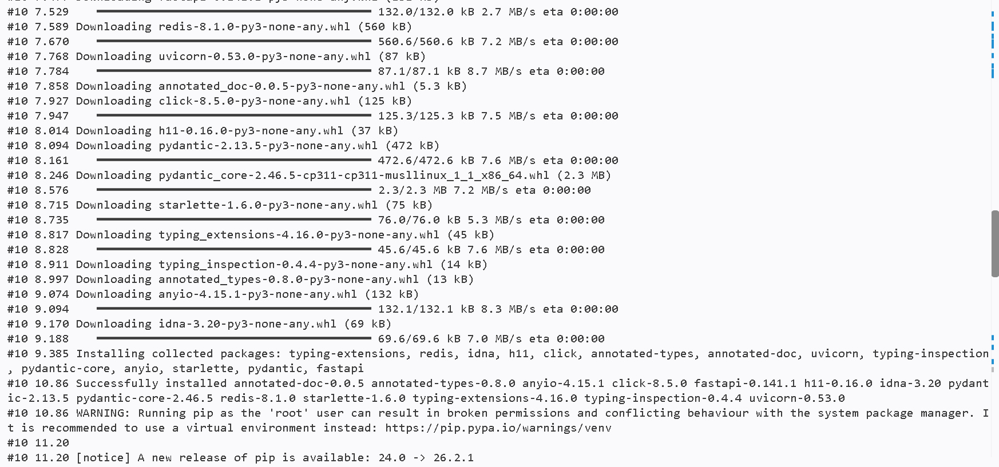 #10 7.529 132.0/132.0 kB 2.7 MB/s eta 0:00:00
#10 7.589 Downloading redis-8.1.0-py3-none-any.whl (560 kB)
#10 7.670 560.6/560.6 kB 7.2 MB/s eta 0:00:00
#10 7.768 Downloading uvicorn-0.53.0-py3-none-any.whl (87 kB)
#10 7.784 87.1/87.1 kB 8.7 MB/s eta 0:00:00
#10 7.858 Downloading annotated_doc-0.0.5-py3-none-any.whl (5.3 kB)
#10 7.927 Downloading click-8.5.0-py3-none-any.whl (125 kB)
#10 7.947 125.3/125.3 kB 7.5 MB/s eta 0:00:00
#10 8.014 Downloading h11-0.16.0-py3-none-any.whl (37 kB)
#10 8.094 Downloading pydantic-2.13.5-py3-none-any.whl (472 kB)
#10 8.161 472.6/472.6 kB 7.6 MB/s eta 0:00:00
#10 8.246 Downloading pydantic_core-2.46.5-cp311-cp311-musllinux_1_1_x86_64.whl (2.3 MB)
#10 8.576 2.3/2.3 MB 7.2 MB/s eta 0:00:00
#10 8.715 Downloading starlette-1.6.0-py3-none-any.whl (75 kB)
#10 8.735 76.0/76.0 kB 5.3 MB/s eta 0:00:00
#10 8.817 Downloading typing_extensions-4.16.0-py3-none-any.whl (45 kB)
#10 8.828 45.6/45.6 kB 7.6 MB/s eta 0:00:00
#10 8.911 Downloading typing_inspection-0.4.4-py3-none-any.whl (14 kB)
#10 8.997 Downloading annotated_types-0.8.0-py3-none-any.whl (13 kB)
#10 9.074 Downloading anyio-4.15.1-py3-none-any.whl (132 kB)
#10 9.094 132.1/132.1 kB 8.3 MB/s eta 0:00:00
#10 9.170 Downloading idna-3.20-py3-none-any.whl (69 kB)
#10 9.188 69.6/69.6 kB 7.0 MB/s eta 0:00:00
#10 9.385 Installing collected packages: typing-extensions, redis, idna, h11, click, annotated-types, annotated-doc, uvicorn, typing-inspection
, pydantic-core, anyio, starlette, pydantic, fastapi
#10 10.86 Successfully installed annotated-doc-0.0.5 annotated-types-0.8.0 anyio-4.15.1 click-8.5.0 fastapi-0.141.1 h11-0.16.0 idna-3.20 pydant
ic-2.13.5 pydantic-core-2.46.5 redis-8.1.0 starlette-1.6.0 typing-extensions-4.16.0 typing-inspection-0.4.4 uvicorn-0.53.0
#10 10.86 WARNING: Running pip as the 'root' user can result in broken permissions and conflicting behaviour with the system package manager. I
t is recommended to use a virtual environment instead: https://pip.pypa.io/warnings/venv
#10 11.20
#10 11.20 [notice] A new release of pip is available: 24.0 -> 26.2.1